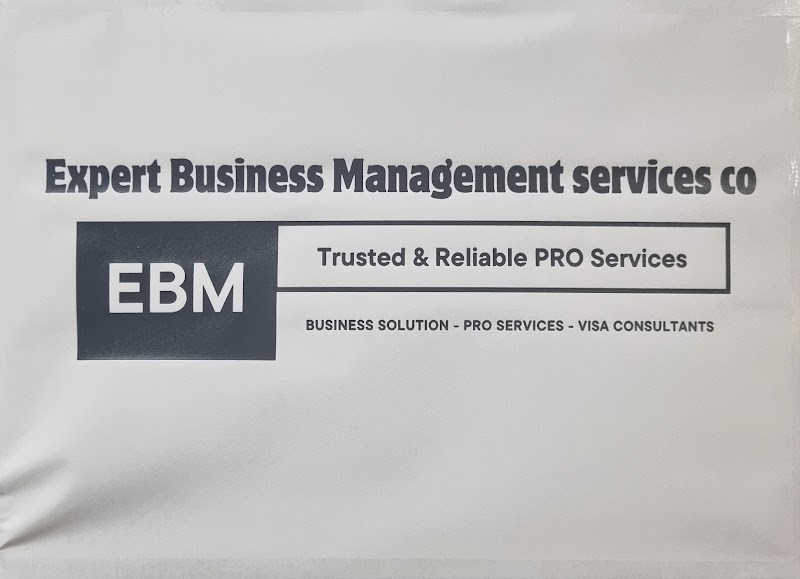 Expert Business Management services co
EBM
Trusted & Reliable PRO Services
BUSINESS SOLUTION - PRO SERVICES - VISA CONSULTANTS